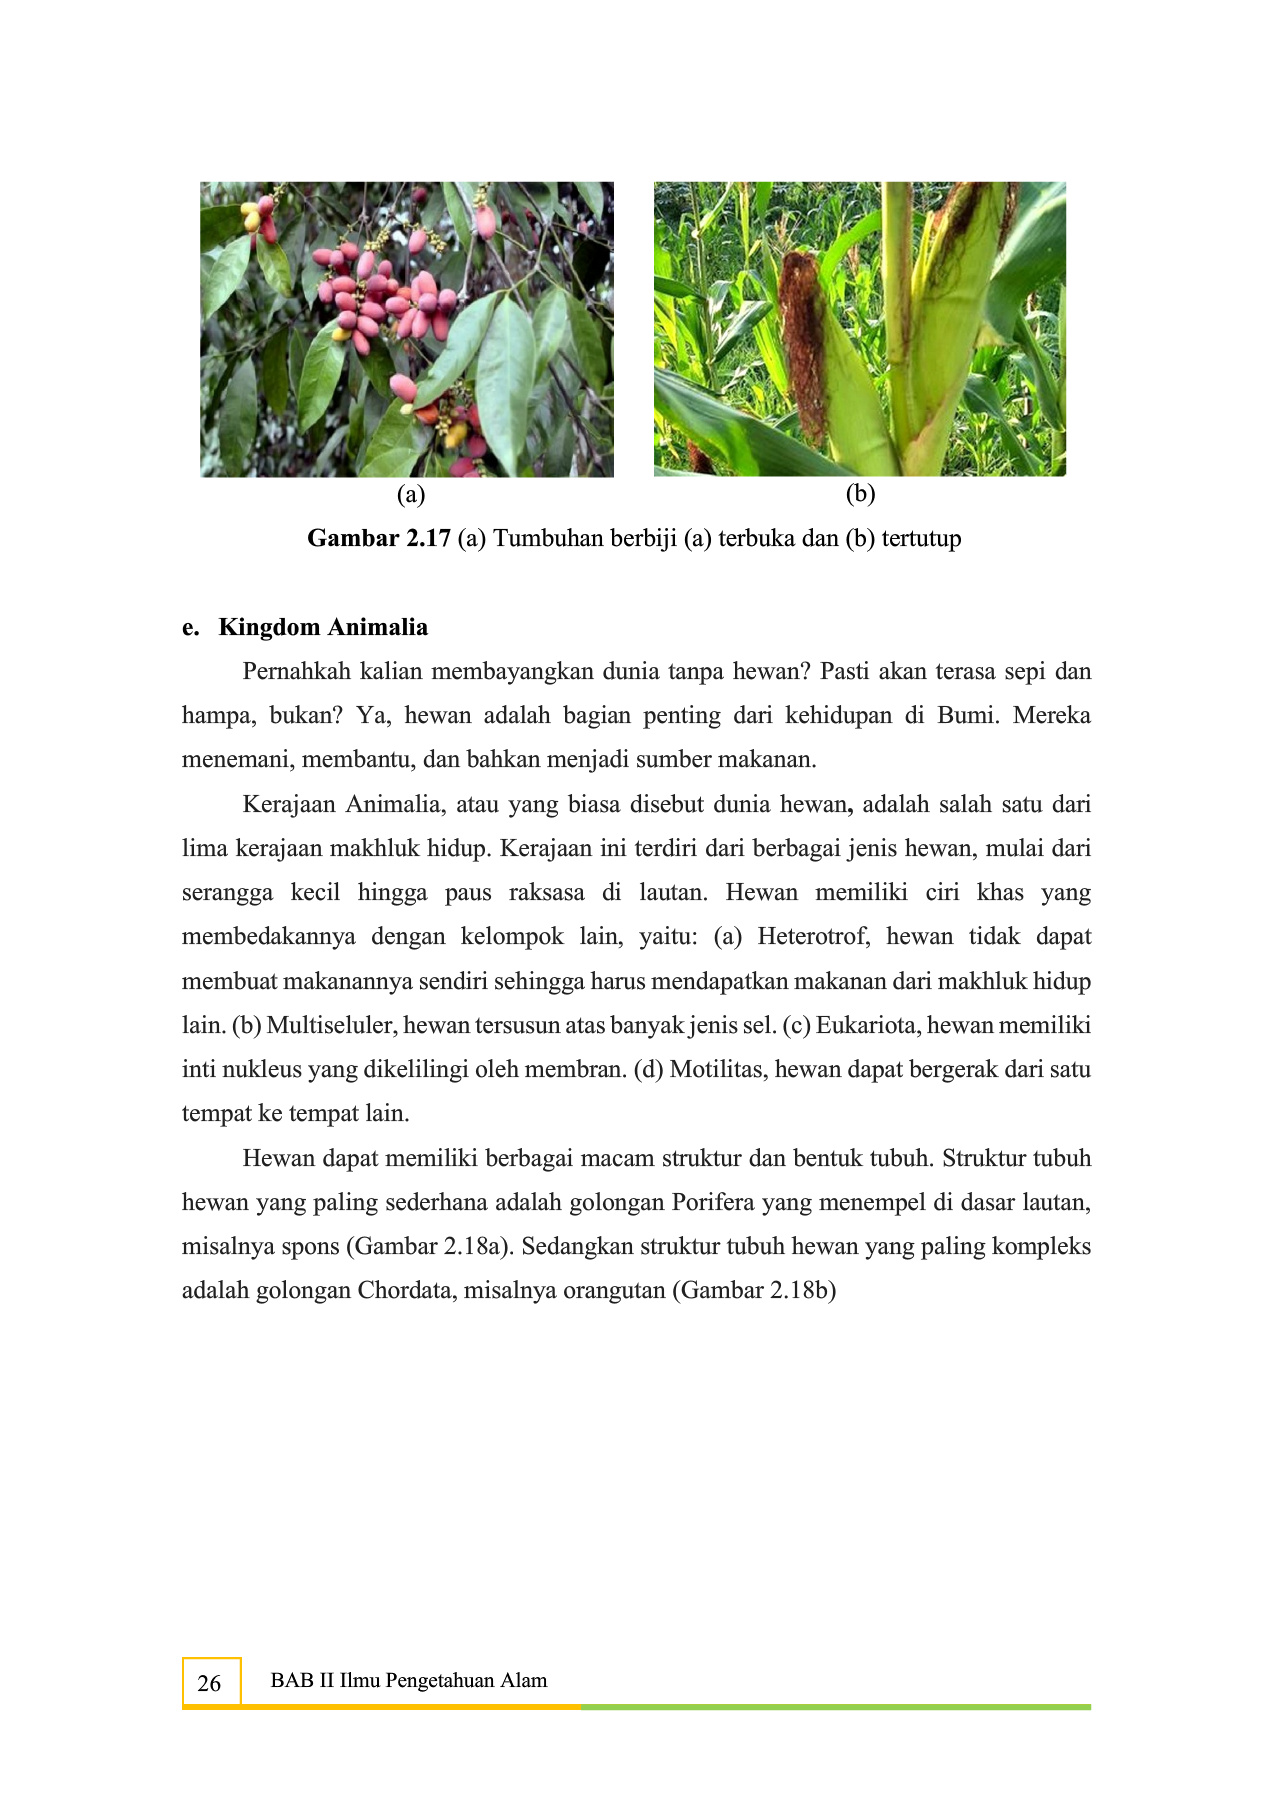 (a)
(b)
Gambar 2.17 (a) Tumbuhan berbiji (a) terbuka dan (b) tertutup
e. Kingdom Animalia
Pernahkah kalian membayangkan dunia tanpa hewan? Pasti akan terasa sepi dan
hampa, bukan? Ya, hewan adalah bagian penting dari kehidupan di Bumi. Mereka
menemani, membantu, dan bahkan menjadi sumber makanan.
Kerajaan Animalia, atau yang biasa disebut dunia hewan, adalah salah satu dari
lima kerajaan makhluk hidup. Kerajaan ini terdiri dari berbagai jenis hewan, mulai dari
serangga kecil hingga paus raksasa di lautan. Hewan memiliki ciri khas yang
membedakannya dengan kelompok lain, yaitu: (a) Heterotrof, hewan tidak dapat
membuat makanannya sendiri sehingga harus mendapatkan makanan dari makhluk hidup
lain. (b) Multiseluler, hewan tersusun atas banyak jenis sel. (c) Eukariota, hewan memiliki
inti nukleus yang dikelilingi oleh membran. (d) Motilitas, hewan dapat bergerak dari satu
tempat ke tempat lain.
Hewan dapat memiliki berbagai macam struktur dan bentuk tubuh. Struktur tubuh
hewan yang paling sederhana adalah golongan Porifera yang menempel di dasar lautan,
misalnya spons (Gambar 2.18a). Sedangkan struktur tubuh hewan yang paling kompleks
adalah golongan Chordata, misalnya orangutan (Gambar 2.18b)
26
BAB II Ilmu Pengetahuan Alam